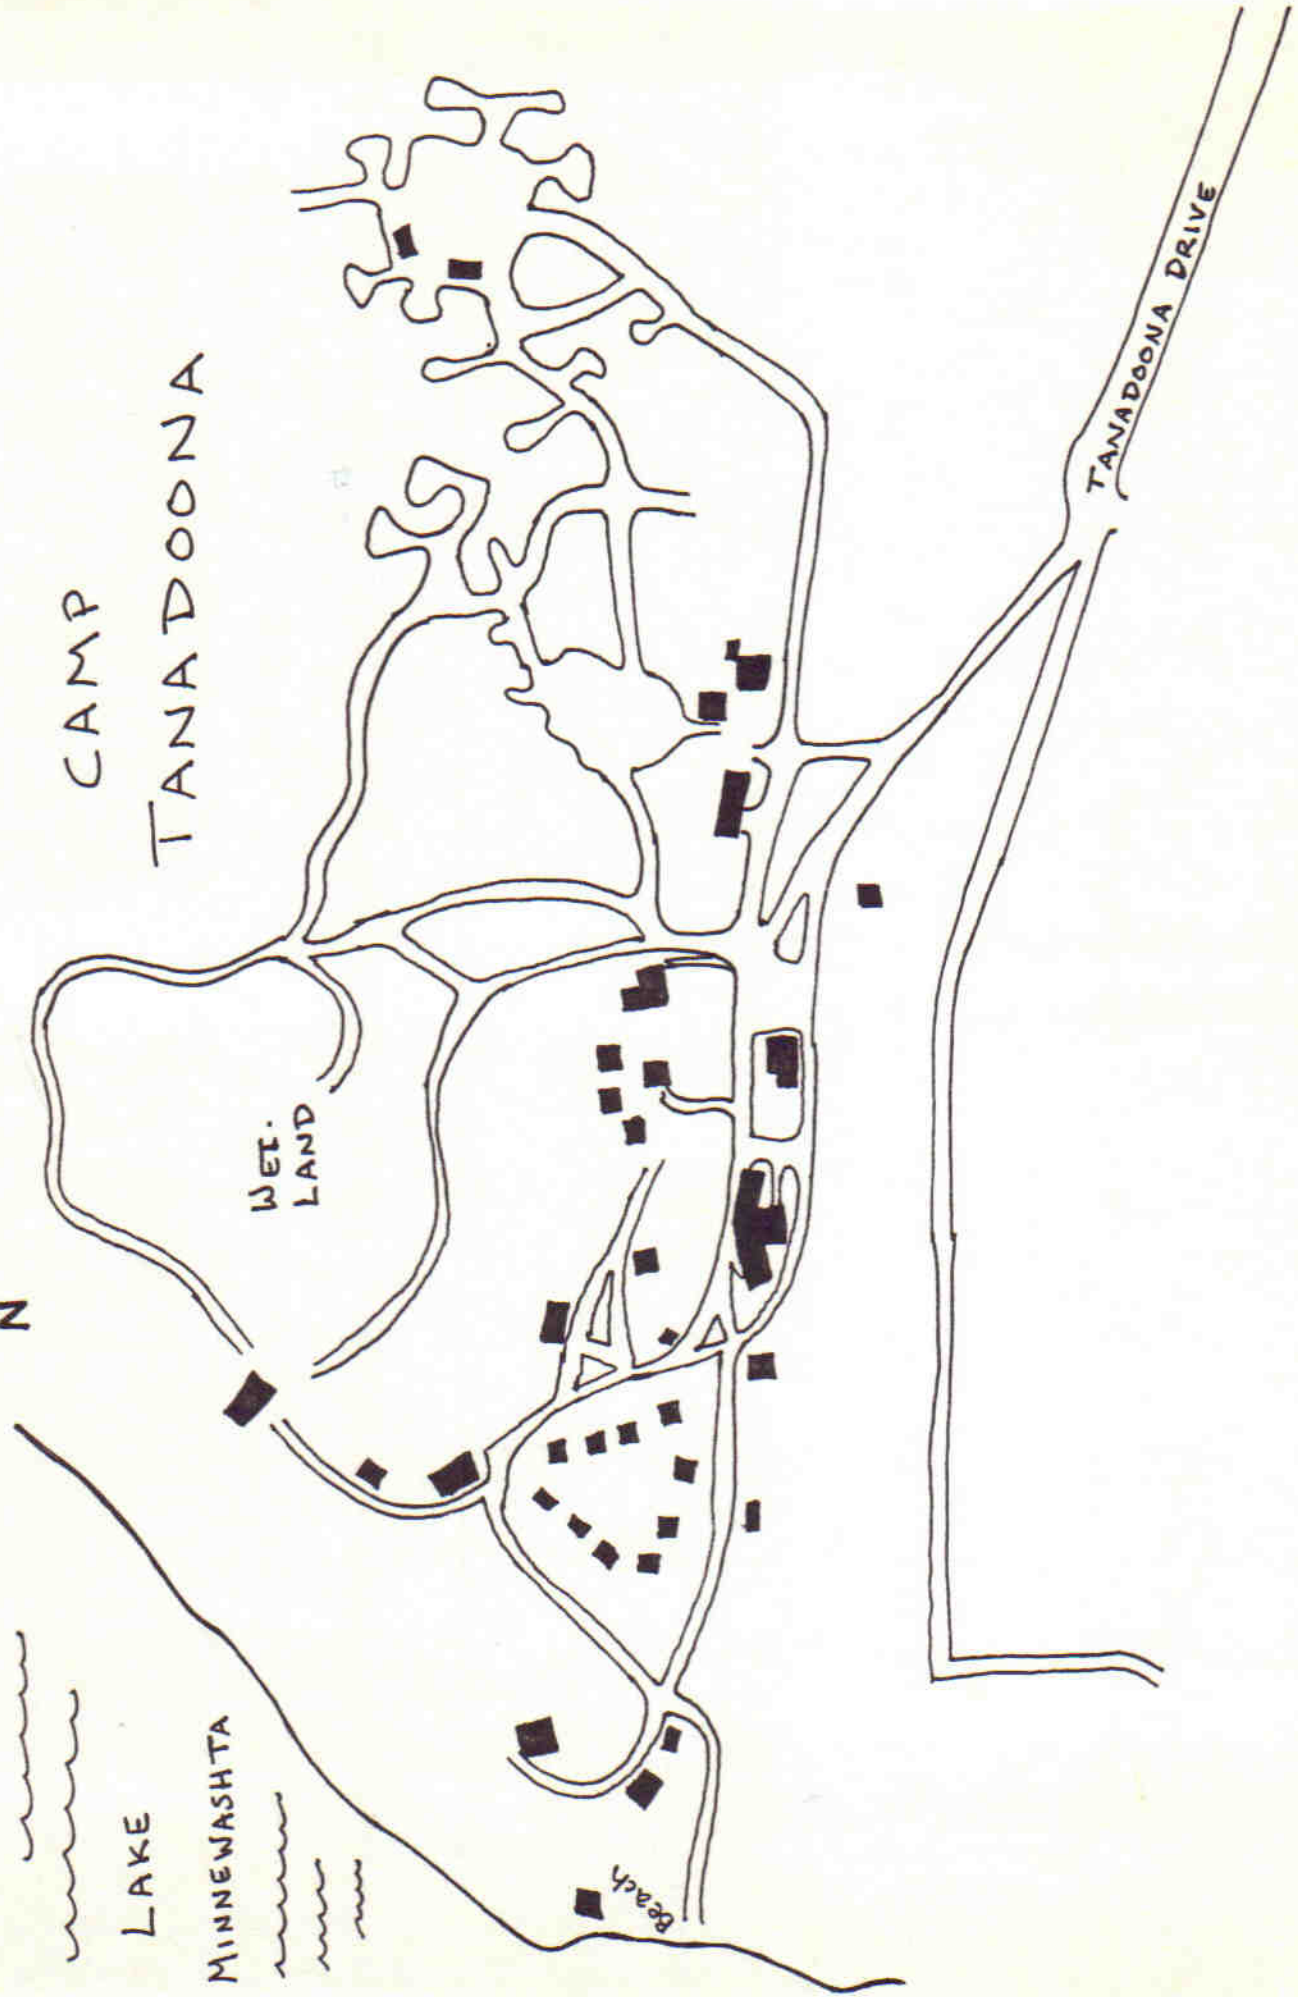 CAMP
TANADOONA
N
WET.
LAND
LAKE
MINNEWASHTA
Beach
TANADOONA DRIVE